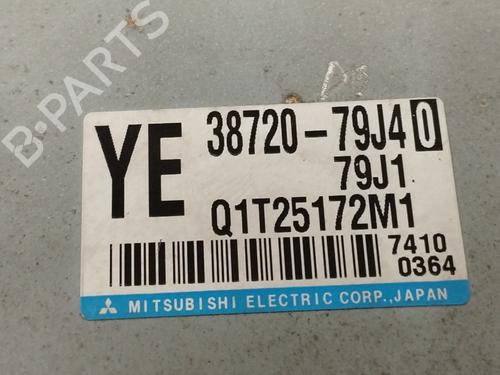 B-PARTS
YE
38720-79J40
79J1
Q1T25172M1
7410
0364
MITSUBISHI ELECTRIC CORP., JAPAN